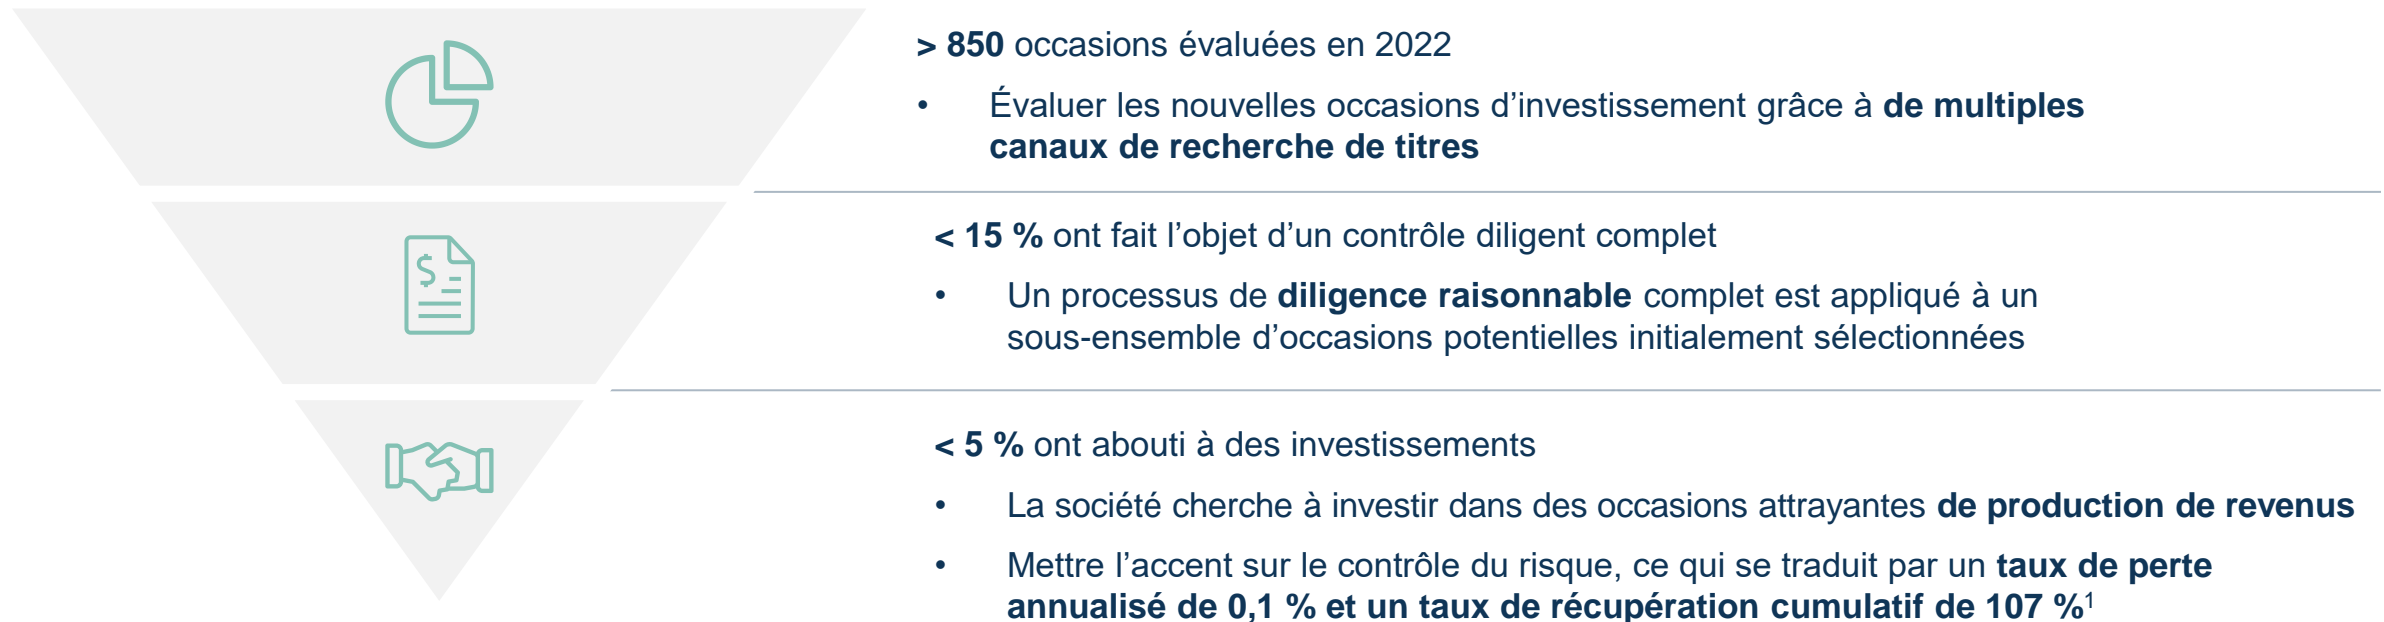 > 850 occasions évaluées en 2022
• Évaluer les nouvelles occasions d’investissement grâce à de multiples
canaux de recherche de titres
< 15 % ont fait l’objet d’un contrôle diligent complet
$
• Un processus de diligence raisonnable complet est appliqué à un
sous-ensemble d’occasions potentielles initialement sélectionnées
< 5 % ont abouti à des investissements
• La société cherche à investir dans des occasions attrayantes de production de revenus
• Mettre l’accent sur le contrôle du risque, ce qui se traduit par un taux de perte
annualisé de 0,1 % et un taux de récupération cumulatif de 107 %¹